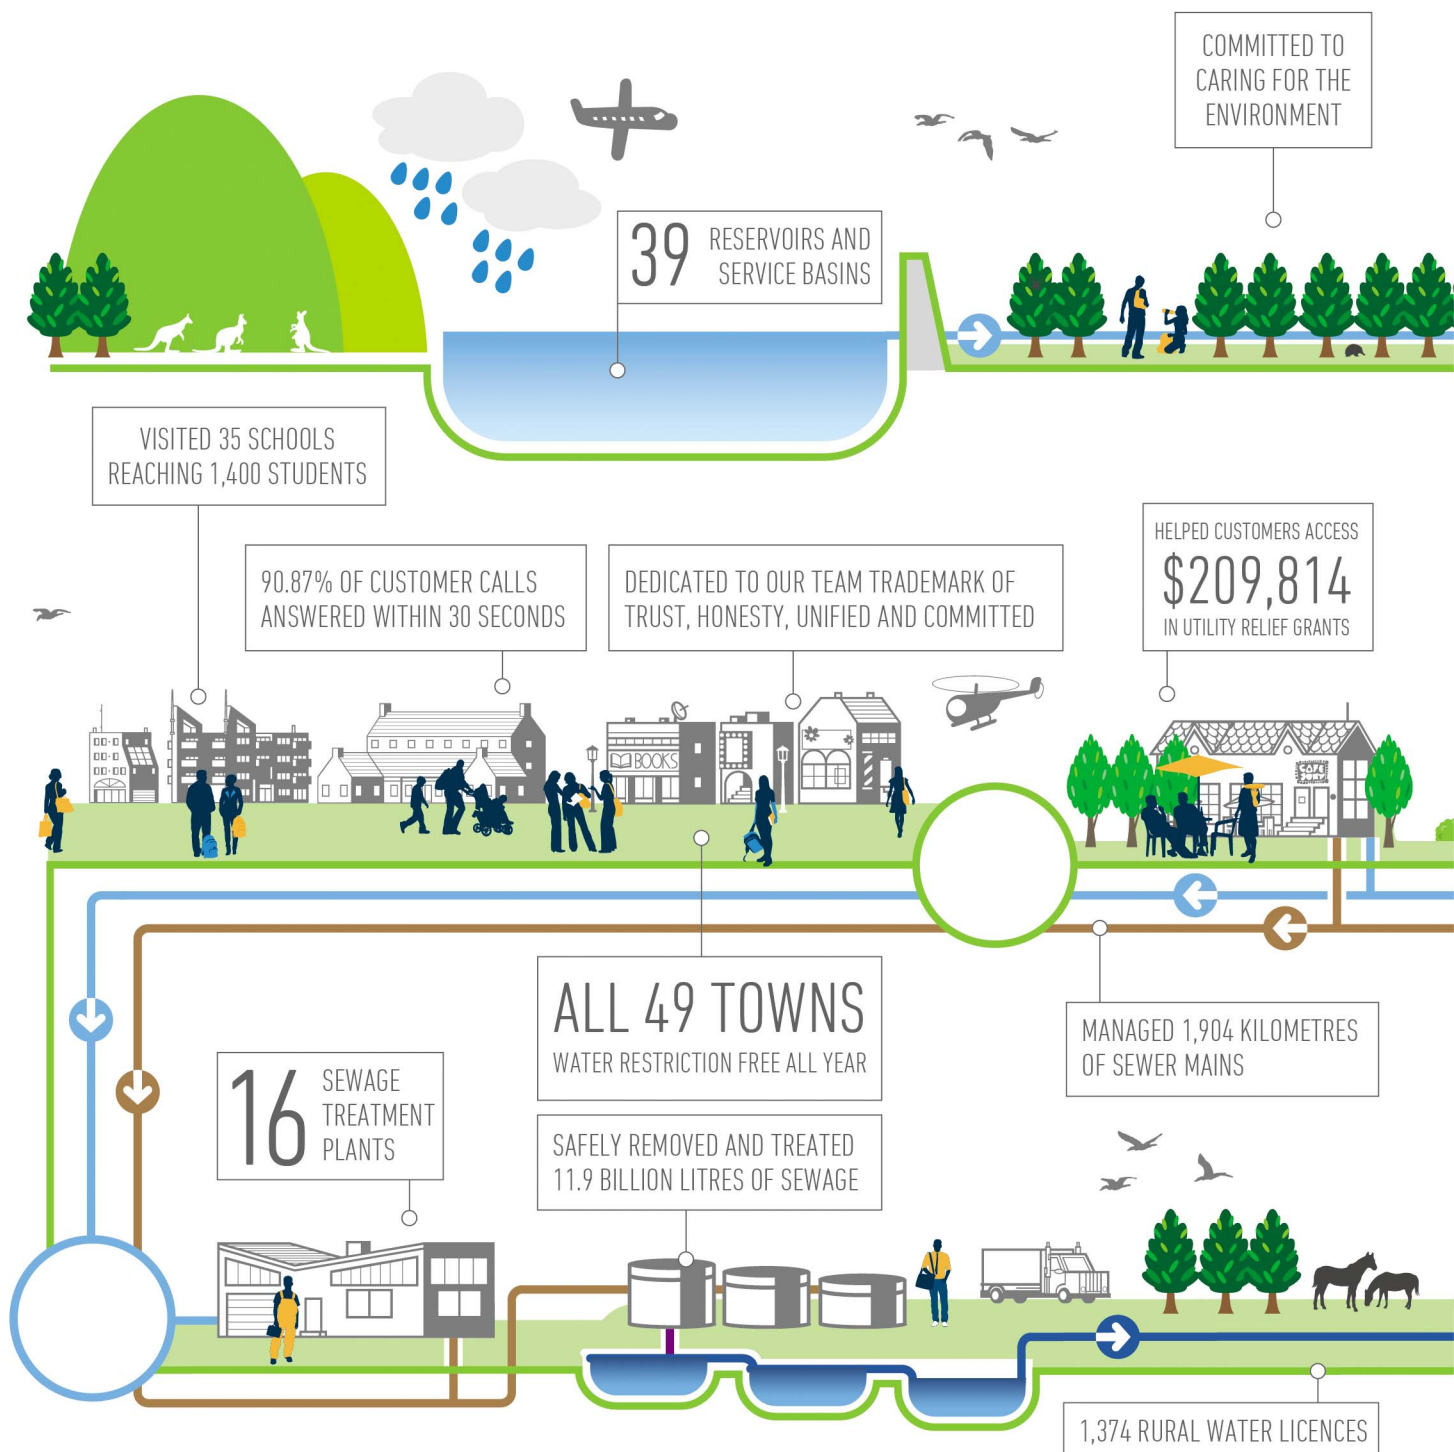 COMMITTED TO
CARING FOR THE
ENVIRONMENT
39 RESERVOIRS AND
SERVICE BASINS
VISITED 35 SCHOOLS
REACHING 1,400 STUDENTS
90.87% OF CUSTOMER CALLS
ANSWERED WITHIN 30 SECONDS
DEDICATED TO OUR TEAM TRADEMARK OF
TRUST, HONESTY, UNIFIED AND COMMITTED
HELPED CUSTOMERS ACCESS
$209,814
IN UTILITY RELIEF GRANTS
BOOKS
ALL 49 TOWNS
WATER RESTRICTION FREE ALL YEAR
MANAGED 1,904 KILOMETRES
OF SEWER MAINS
16 SEWAGE
TREATMENT
PLANTS
SAFELY REMOVED AND TREATED
11.9 BILLION LITRES OF SEWAGE
1,374 RURAL WATER LICENCES